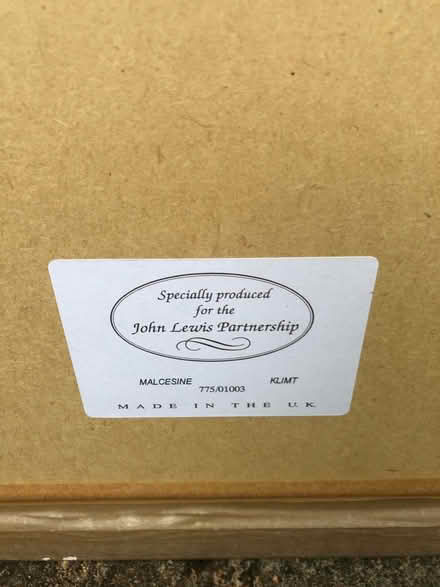 Specially produced
for the
John Lewis Partnership
MALCESINE KLIMT
775/01003
MADE IN THE U.K.